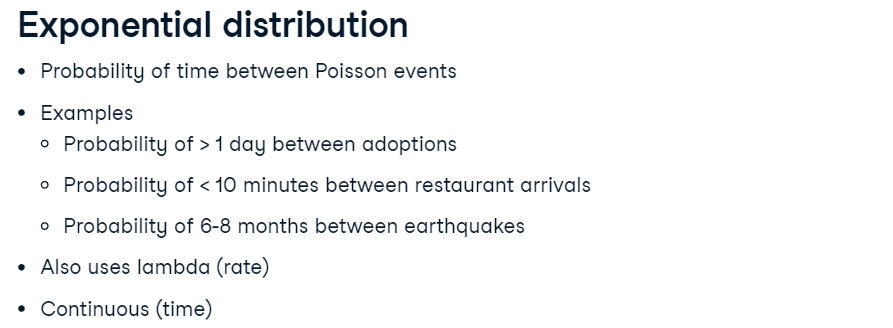 Exponential distribution
• Probability of time between Poisson events
• Examples
○ Probability of > 1 day between adoptions
○ Probability of < 10 minutes between restaurant arrivals
○ Probability of 6-8 months between earthquakes
• Also uses lambda (rate)
• Continuous (time)